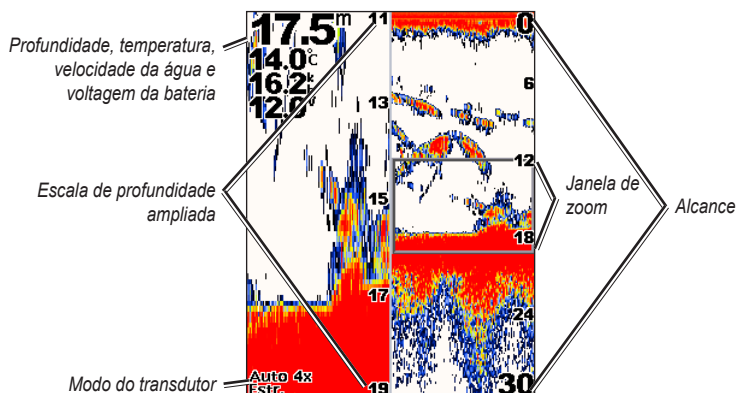 Profundidade, temperatura,
velocidade da água e
voltagem da bateria
Escala de profundidade
ampliada
Modo do transdutor
17.5m
14.0°c
16.2
12.0v
Auto 4x
Estr.
11
13
15
17
19
0
6
12
18
24
30
Janela de
zoom
Alcance